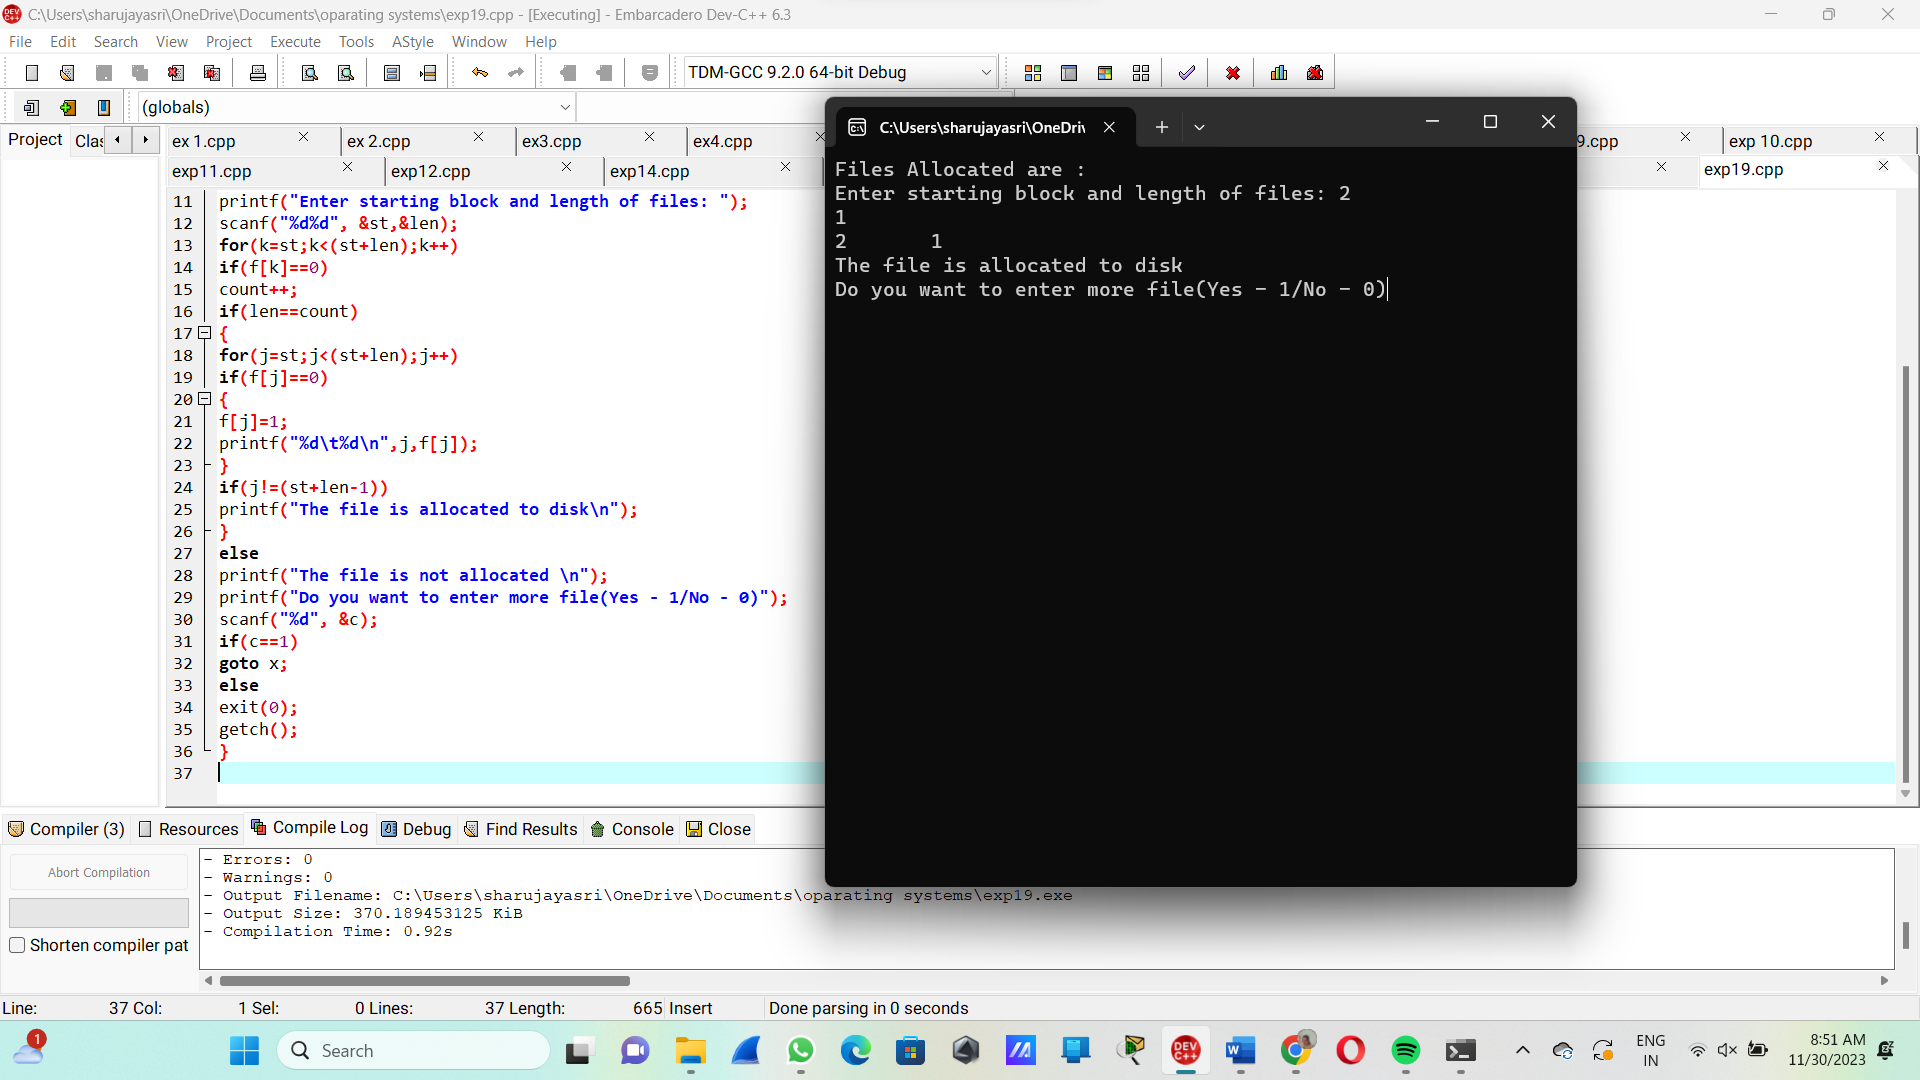 C:\Users\sharujayasri\OneDrive\Documents\oparating systems\exp19.cpp - [Executing] - Embarcadero Dev-C++ 6.3
File Edit Search View Project Execute Tools AStyle Window Help
TDM-GCC 9.2.0 64-bit Debug
(globals)
Project Clas
ex 1.cpp ex 2.cpp ex3.cpp ex4.cpp 9.cpp exp 10.cpp
exp11.cpp exp12.cpp exp14.cpp exp19.cpp
11 printf("Enter starting block and length of files: ");
12 scanf("%d%d", &st,&len);
13 for(k=st;k<(st+len);k++)
14 if(f[k]==0)
15 count++;
16 if(len==count)
17 {
18 for(j=st;j<(st+len);j++)
19 if(f[j]==0)
20 {
21 f[j]=1;
22 printf("%d\t%d\n",j,f[j]);
23 }
24 if(j!=(st+len-1))
25 printf("The file is allocated to disk\n");
26 }
27 else
28 printf("The file is not allocated \n");
29 printf("Do you want to enter more file(Yes - 1/No - 0)");
30 scanf("%d", &c);
31 if(c==1)
32 goto x;
33 else
34 exit(0);
35 getch();
36 }
37
C:\Users\sharujayasri\OneDri
Files Allocated are :
Enter starting block and length of files: 2
1
2 1
The file is allocated to disk
Do you want to enter more file(Yes - 1/No - 0)
Compiler (3) Resources Compile Log Debug Find Results Console Close
Abort Compilation
Shorten compiler pat
- Errors: 0
- Warnings: 0
- Output Filename: C:\Users\sharujayasri\OneDrive\Documents\oparating systems\exp19.exe
- Output Size: 370.189453125 KiB
- Compilation Time: 0.92s
Line: 37 Col: 1 Sel: 0 Lines: 37 Length: 665 Insert Done parsing in 0 seconds
1
Search
DEV C++
ENG
IN
8:51 AM
11/30/2023